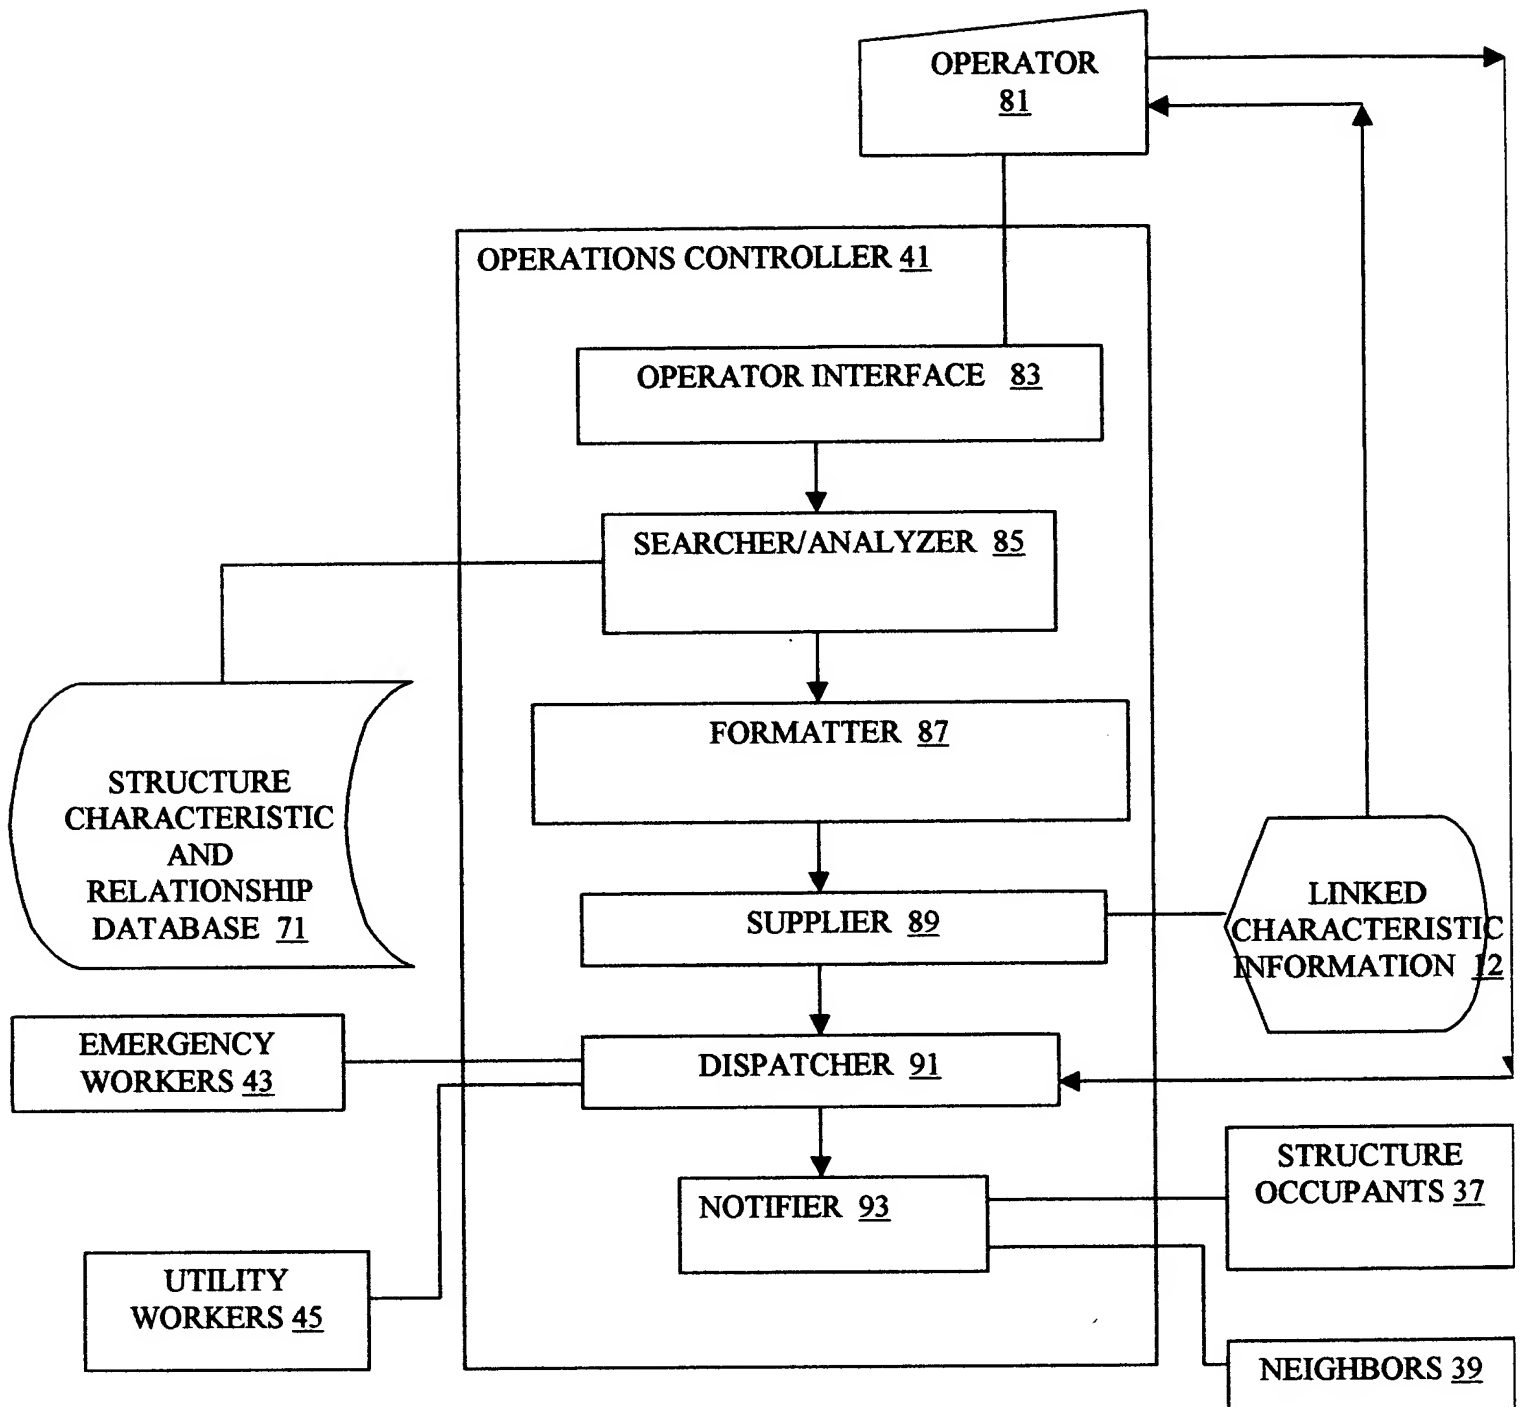 OPERATOR
81
OPERATIONS CONTROLLER 41
OPERATOR INTERFACE 83
SEARCHER/ANALYZER 85
FORMATTER 87
STRUCTURE
CHARACTERISTIC
AND
RELATIONSHIP
DATABASE 71
SUPPLIER 89
LINKED
CHARACTERISTIC
INFORMATION 12
EMERGENCY
WORKERS 43
DISPATCHER 91
STRUCTURE
OCCUPANTS 37
NOTIFIER 93
UTILITY
WORKERS 45
NEIGHBORS 39